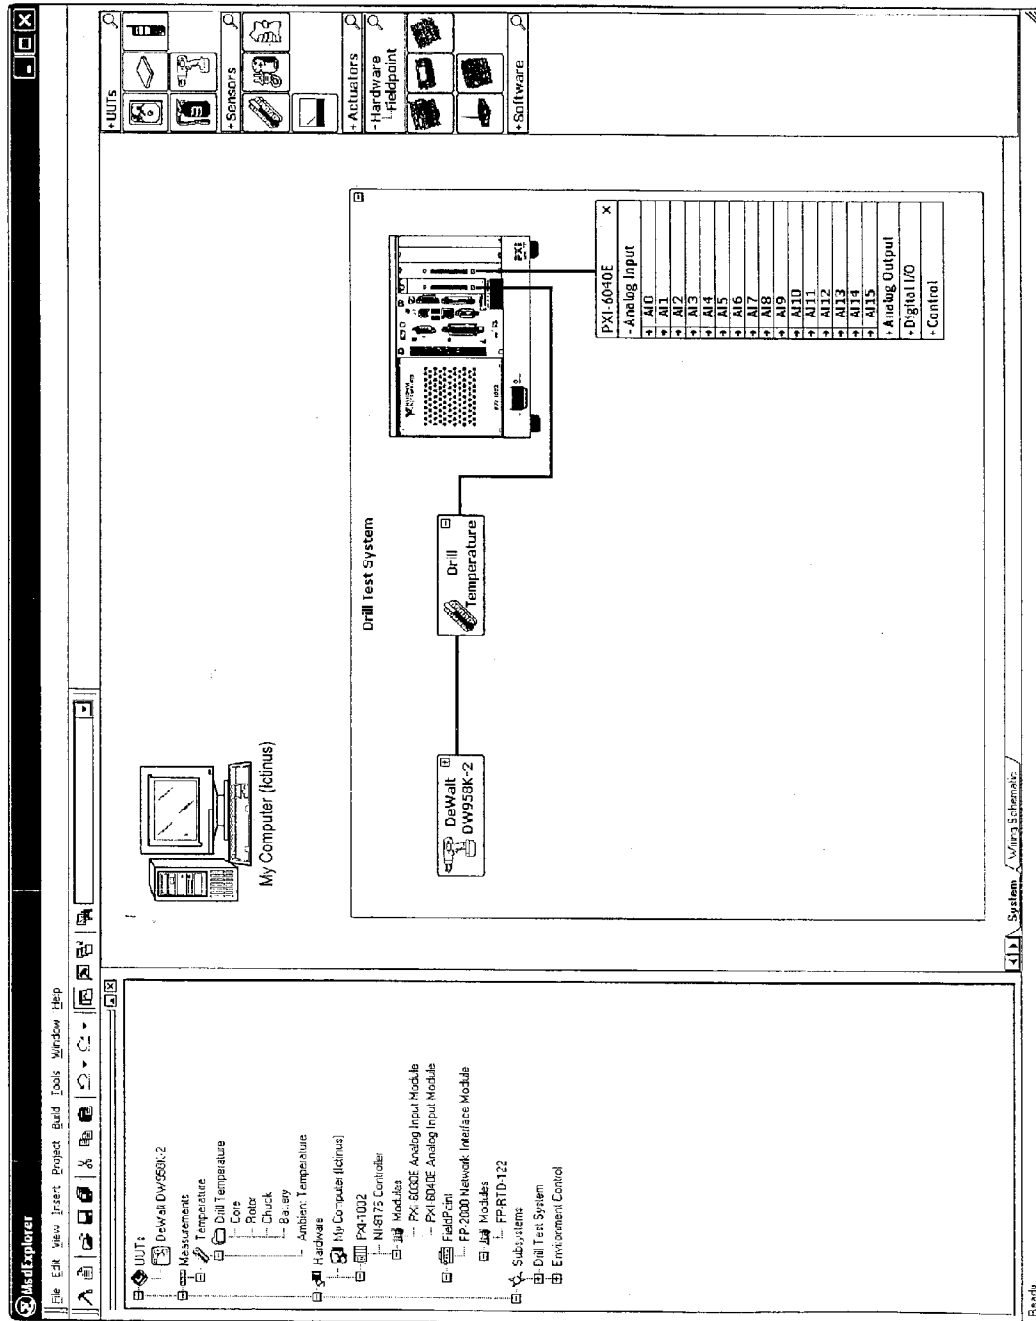 MsdExplorer
File Edit View Insert Project Build Tools Window Help
UUTs
DeWalt DW958K-2
Measurements
Temperature
Drill Temperature
Core
Rotor
Chuck
Battery
Ambient Temperature
Hardware
My Computer (Ictinus)
PXI-1002
NI-8175 Controller
Modules
PXI-6030E Analog Input Module
PXI-6040E Analog Input Module
FieldPoint
FP-2000 Network Interface Module
Modules
FP-RTD-122
Subsystems
Drill Test System
Environment Control
My Computer (Ictinus)
Drill Test System
DeWalt
DW958K-2
Drill
Temperature
PXI
PXI-6040E
- Analog Input
AI0
AI1
AI2
AI3
AI4
AI5
AI6
AI7
AI8
AI9
AI10
AI11
AI12
AI13
AI14
AI15
+ Analog Output
+ Digital I/O
+ Control
+ UUTs
+ Sensors
+ Actuators
- Hardware
Fieldpoint
+ Software
System
Wiring Schematic
Ready